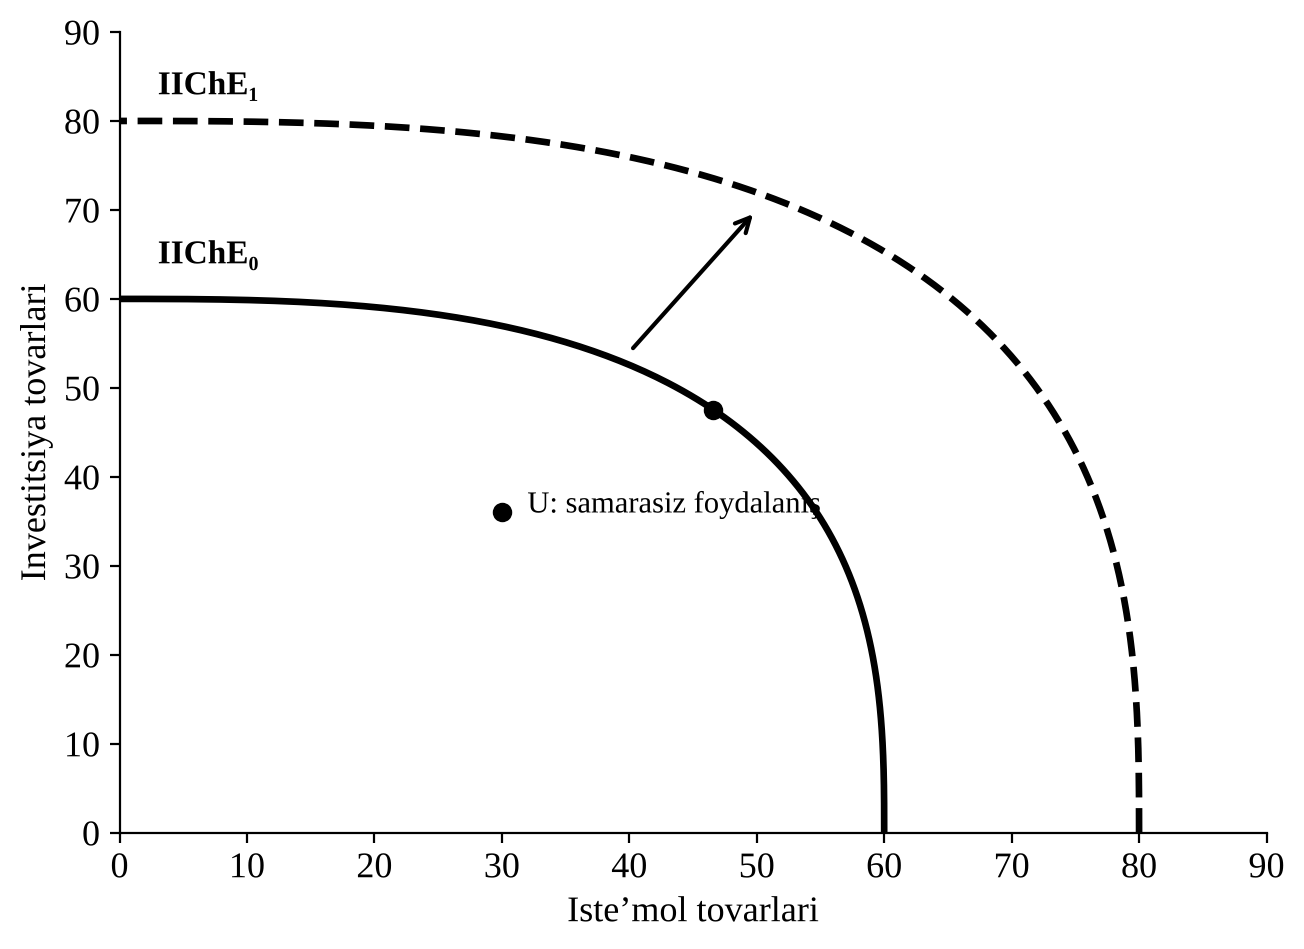 90
IIChE₁
80
70
IIChE₀
60
50
40
U: samarasiz foydalaniş
30
20
10
0
Investitsiya tovarlari
0 10 20 30 40 50 60 70 80 90
Iste’mol tovarlari